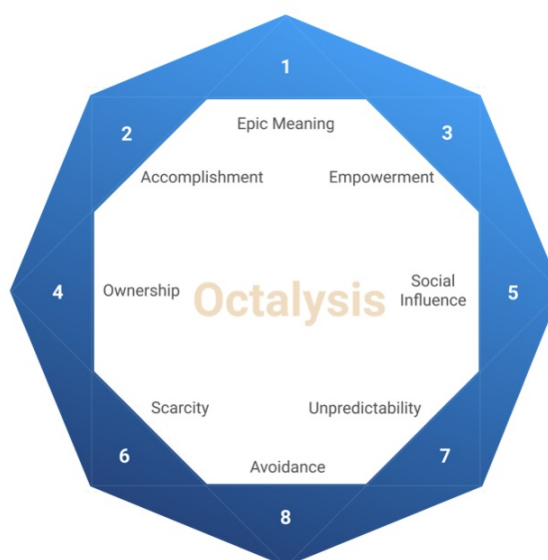 1
Epic Meaning
2
3
Accomplishment
Empowerment
4
Ownership
Octalysis
Social
Influence
5
Scarcity
Unpredictability
6
7
Avoidance
8